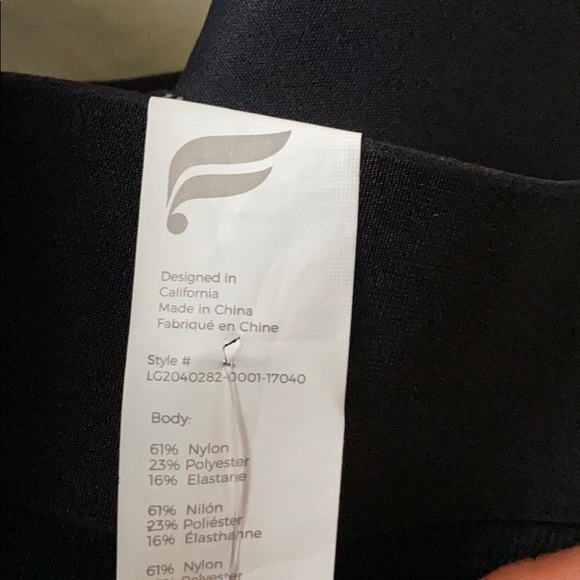 Designed in
California
Made in China
Fabriqué en Chine
Style #
LG2040282-0001-17040
Body:
61% Nylon
23% Polyester
16% Elastane
61% Nilón
23% Poliéster
16% Élasthanne
61% Nylon
Polyester